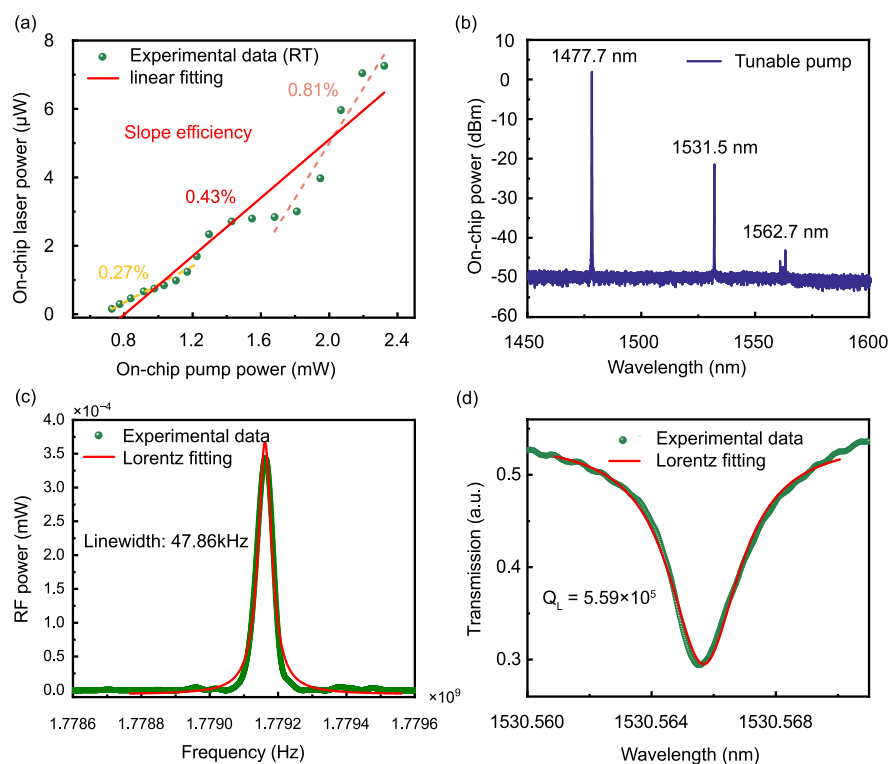 (a)
8
6
4
2
0
On-chip laser power (μW)
Experimental data (RT)
linear fitting
0.81%
Slope efficiency
0.43%
0.27%
0.8 1.2 1.6 2.0 2.4
On-chip pump power (mW)
(b)
10
0
-10
-20
-30
-40
-50
-60
On-chip power (dBm)
1477.7 nm
Tunable pump
1531.5 nm
1562.7 nm
1450 1500 1550 1600
Wavelength (nm)
(c)
×10⁻⁴
4.0
3.5
3.0
2.5
2.0
1.5
1.0
0.5
0.0
RF power (mW)
Experimental data
Lorentz fitting
Linewidth: 47.86kHz
×10⁹
1.7786 1.7788 1.7790 1.7792 1.7794 1.7796
Frequency (Hz)
(d)
0.5
0.4
0.3
Transmission (a.u.)
Experimental data
Lorentz fitting
Q_L = 5.59×10⁵
1530.560 1530.564 1530.568
Wavelength (nm)